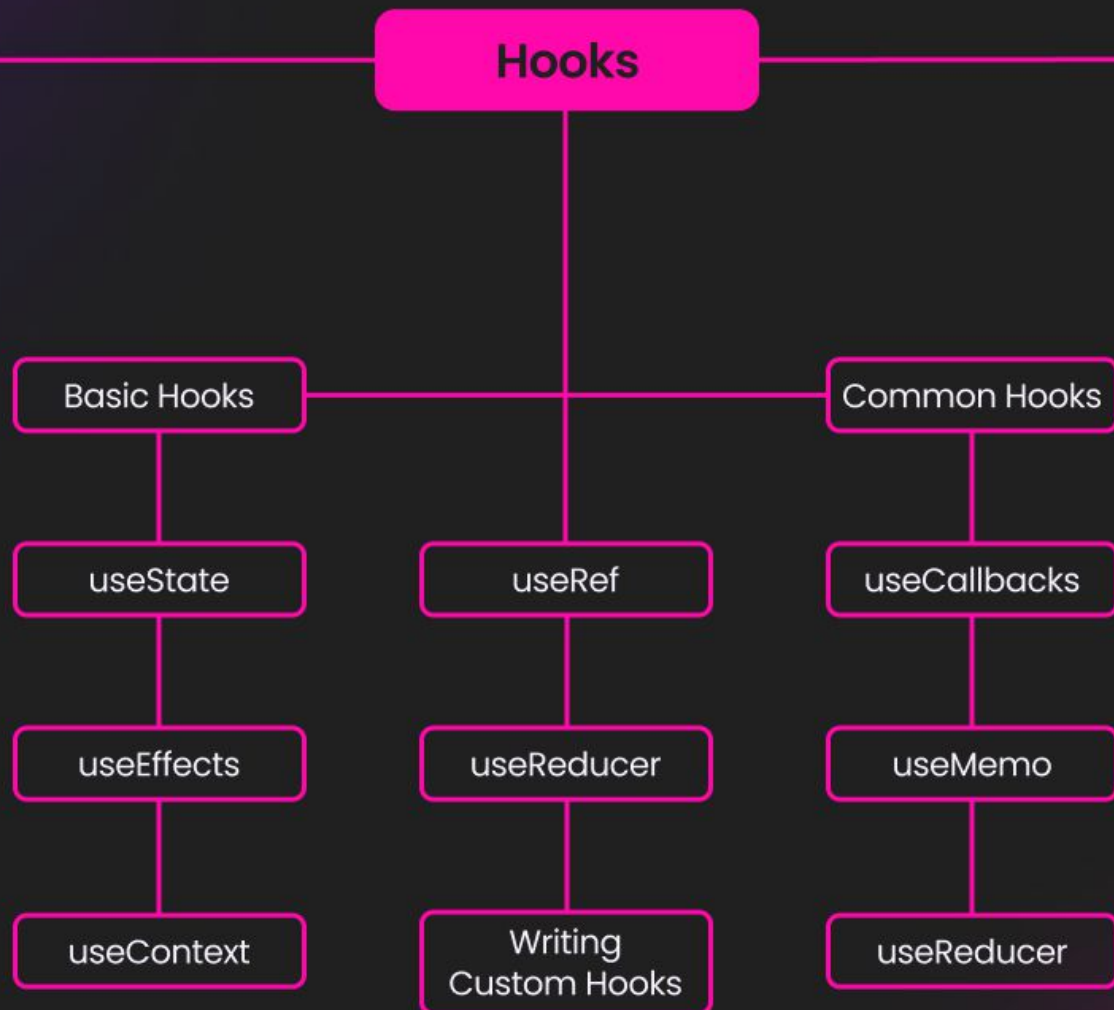 Hooks
Basic Hooks
Common Hooks
useState
useRef
useCallbacks
useEffects
useReducer
useMemo
useContext
Writing
Custom Hooks
useReducer